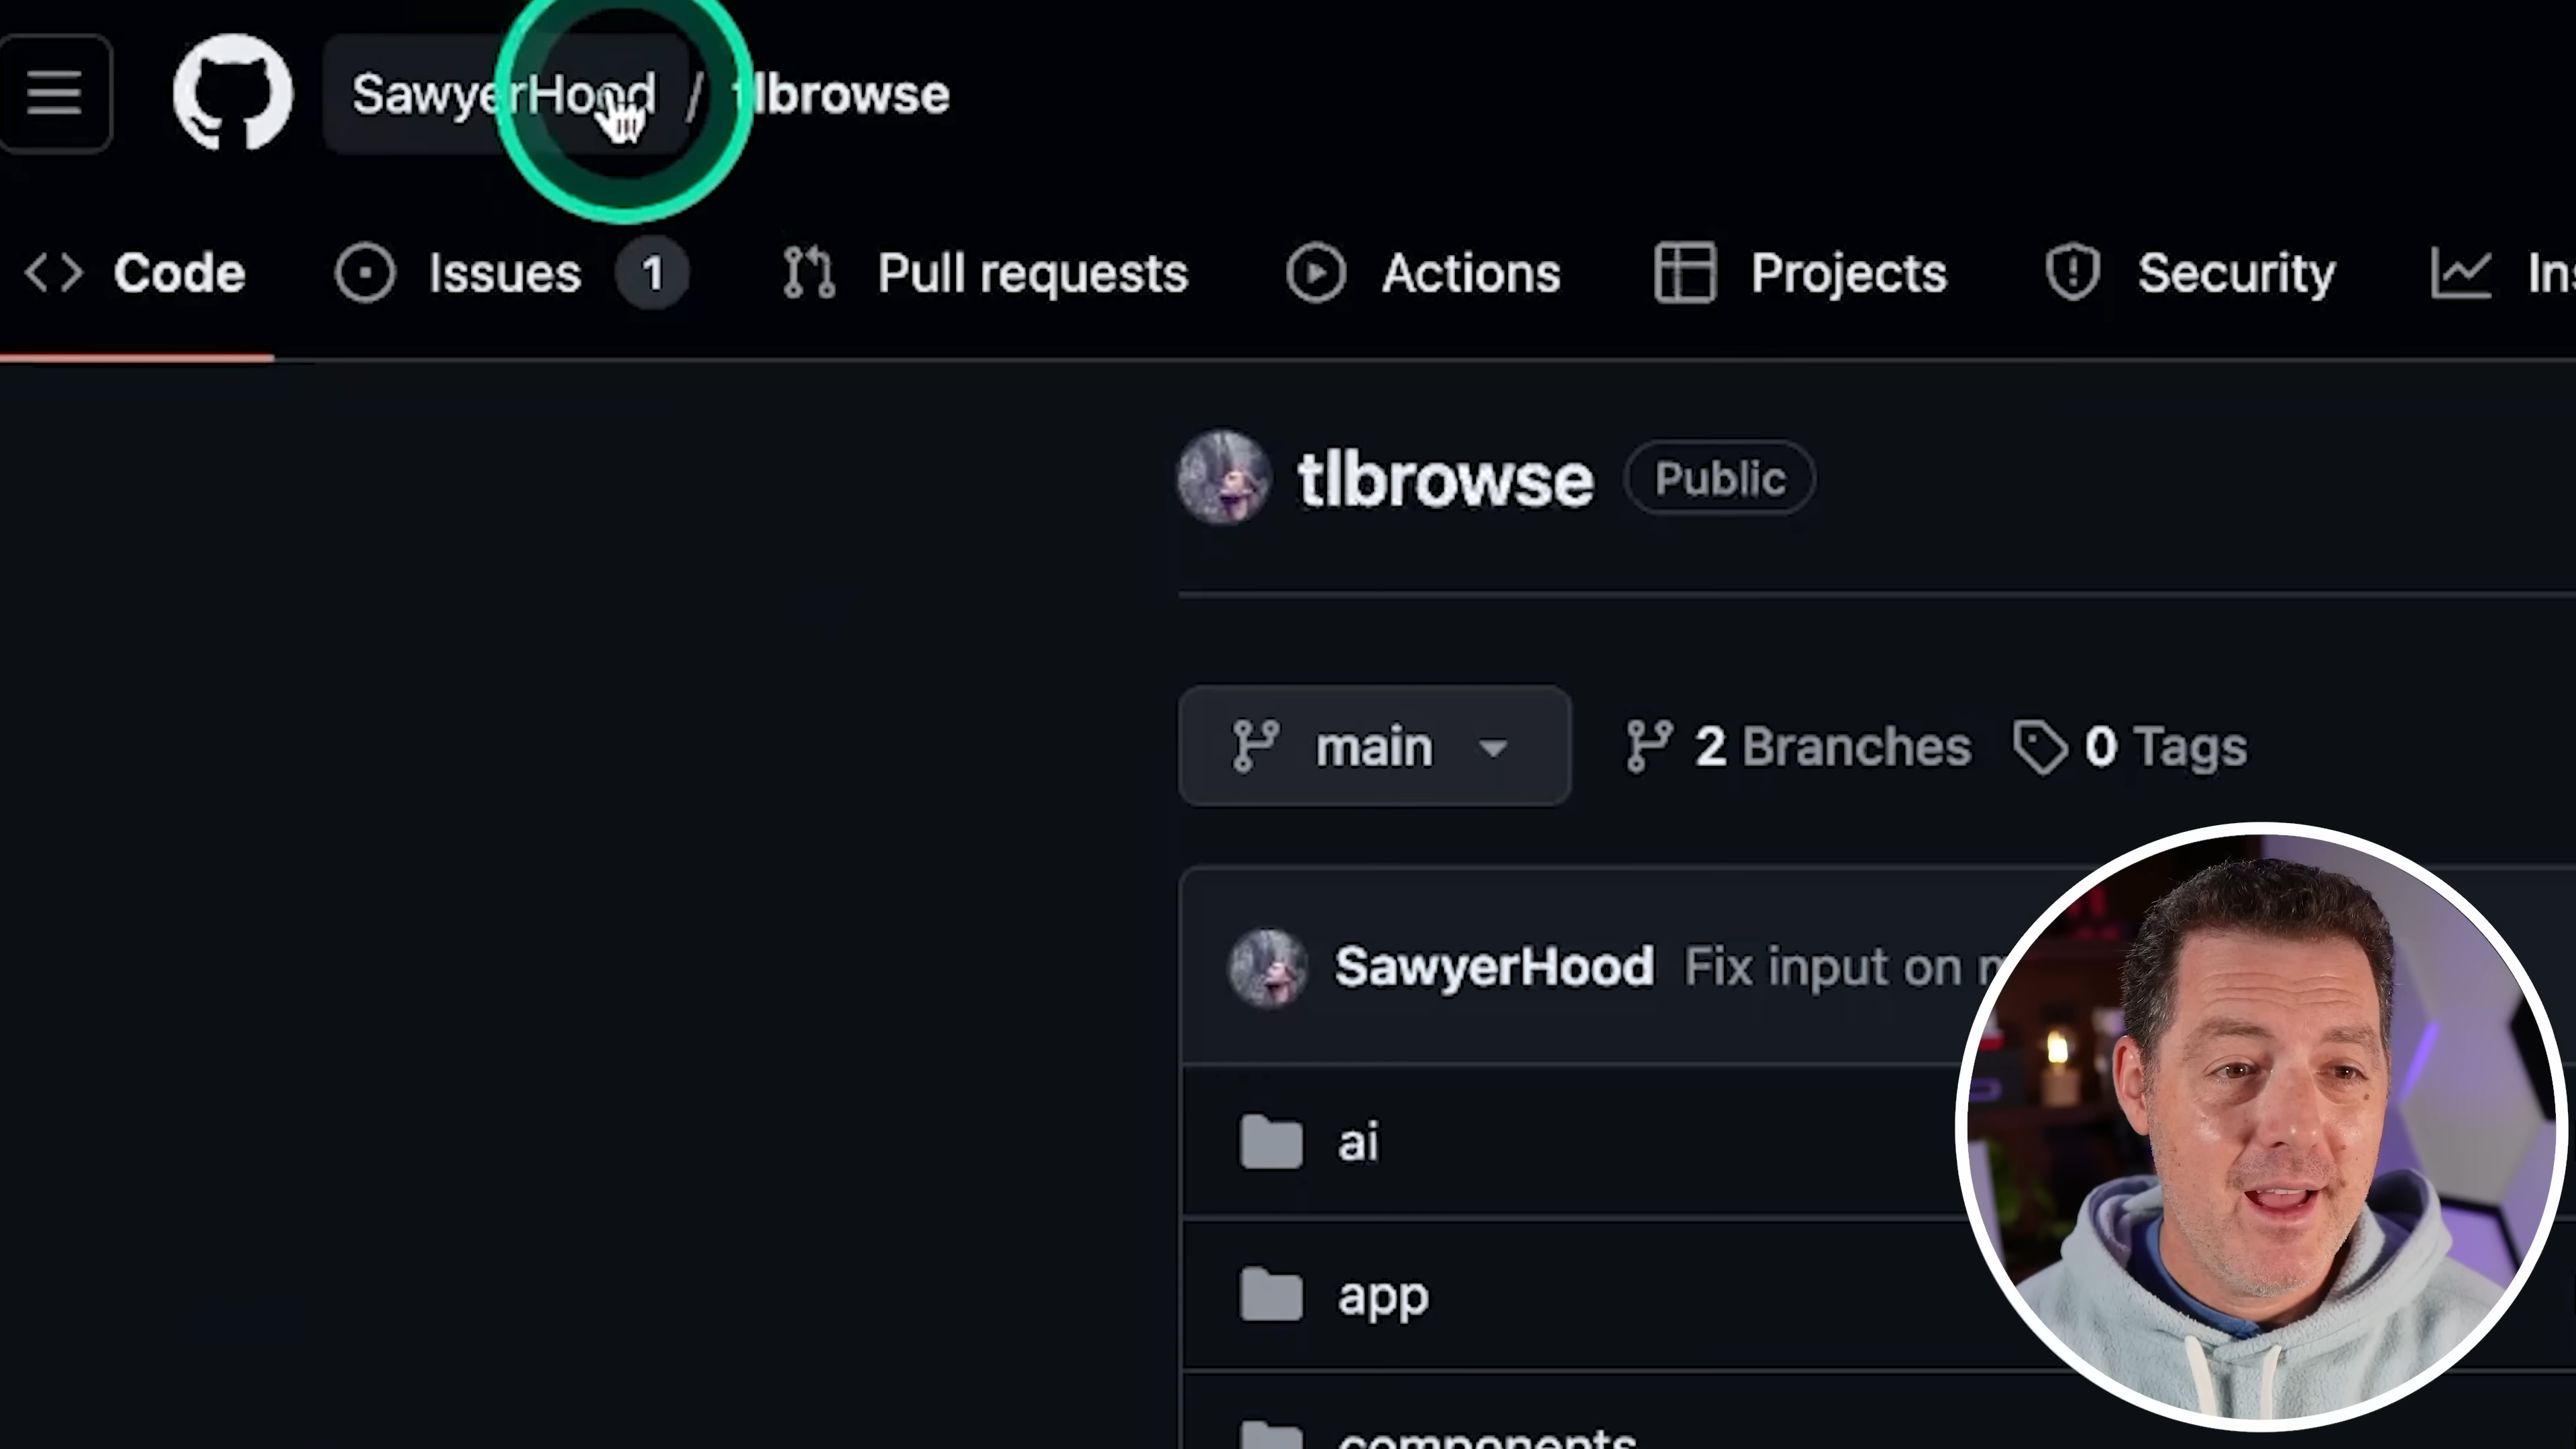 SawyerHood / tlbrowse
Code Issues 1 Pull requests Actions Projects Security
tlbrowse Public
main 2 Branches 0 Tags
SawyerHood Fix input on
ai
app
components